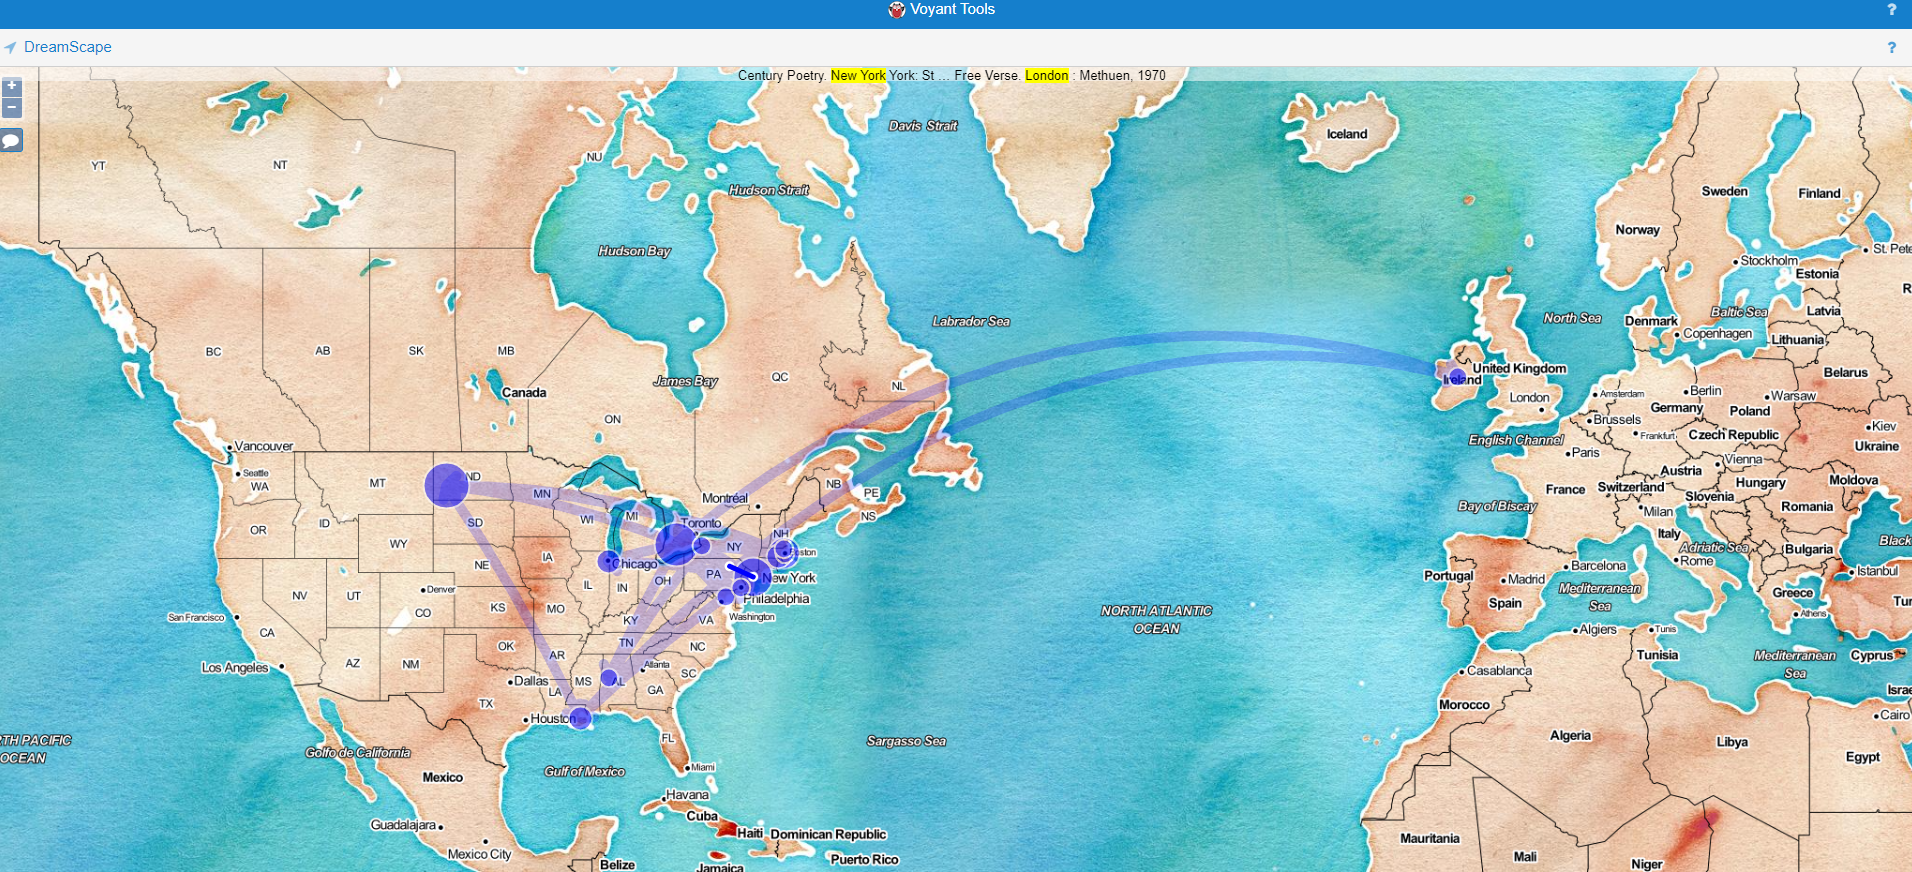 Voyant Tools
?
DreamScape
?
Century Poetry. New York York: St ... Free Verse. London : Methuen, 1970
+
−
Davis Strait
Iceland
NU
YT
NT
Hudson Strait
Sweden
Finland
Norway
Hudson Bay
St. Pete
Stockholm
Estonia
R
Labrador Sea
North Sea
Denmark
Baltic Sea
Latvia
Copenhagen
Lithuania
BC
AB
SK
MB
James Bay
QC
NL
Canada
Ireland
United Kingdom
London
Belarus
Amsterdam
Berlin
Warsaw
Germany
Poland
ON
Brussels
Kiev
Frankfurt
Czech Republic
English Channel
Ukraine
Vancouver
Paris
Vienna
Seattle
WA
MT
ND
MN
Austria
Hungary
Moldova
NB
PE
France
Switzerland
Slovenia
Montréal
Bay of Biscay
Romania
Milan
NS
OR
ID
SD
WI
MI
Toronto
NH
Italy
WY
NY
Boston
Adriatic Sea
Bulgaria
Black
IA
Chicago
Barcelona
Rome
Istanbul
NE
PA
New York
Portugal
Madrid
OH
IL
IN
Denver
NV
UT
Mediterranean
Sea
Greece
Philadelphia
Spain
Tur
CO
KS
MO
NORTH ATLANTIC
OCEAN
Athens
San Francisco
KY
VA
Washington
Algiers
Tunis
CA
OK
TN
NC
AR
Tunisia
Mediterranean
Sea
Cyprus
Los Angeles
AZ
NM
Atlanta
Casablanca
Dallas
MS
AL
SC
LA
GA
Israe
TX
Morocco
Houston
Cairo
FL
Algeria
Libya
TH PACIFIC
OCEAN
Sargasso Sea
Golfo de California
Egypt
Gulf of Mexico
Miami
Mexico
Havana
Cuba
Guadalajara
Haiti
Dominican Republic
Mauritania
Mexico City
Puerto Rico
Mali
Belize
Jamaica
Niger